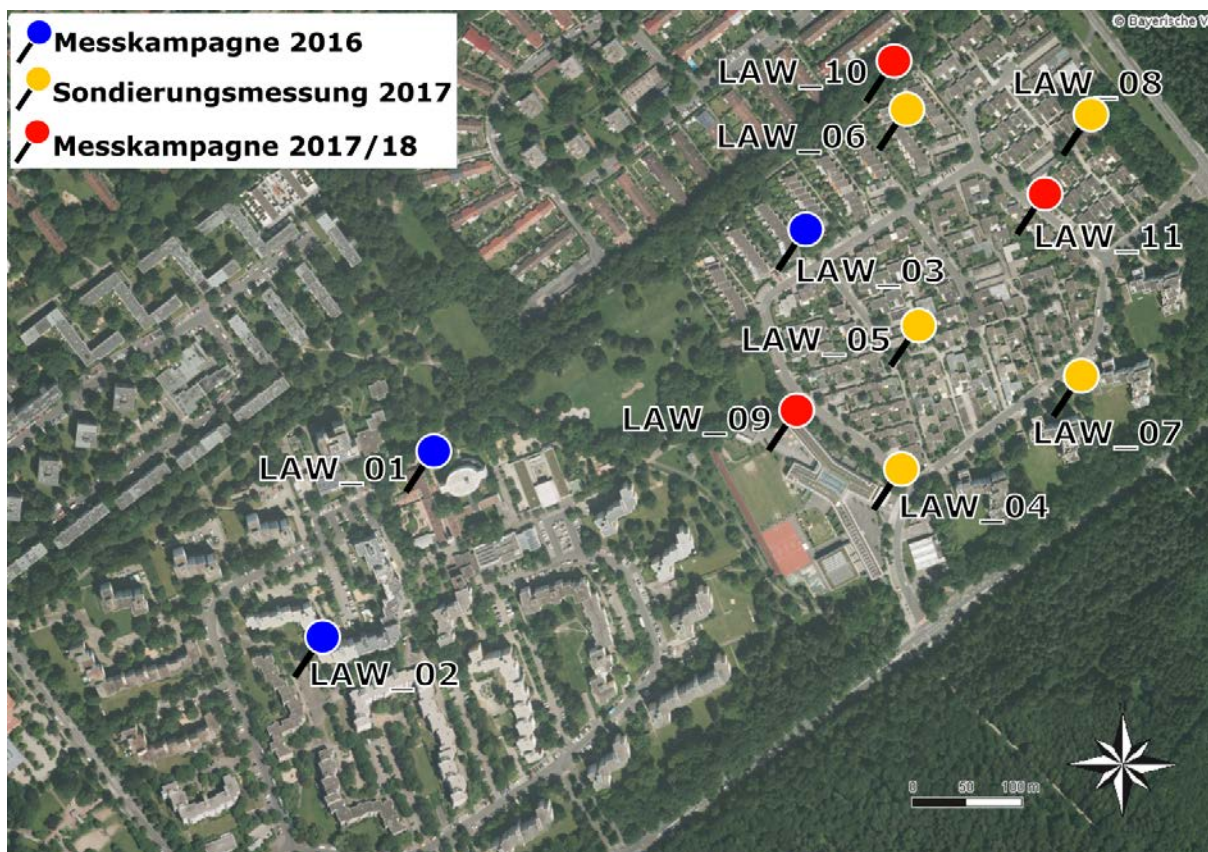 © Bayerische V
Messkampagne 2016
Sondierungsmessung 2017
Messkampagne 2017/18
LAW_10
LAW_08
LAW_06
LAW_11
LAW_03
LAW_05
LAW_09
LAW_07
LAW_01
LAW_04
LAW_02
0 50 100 m